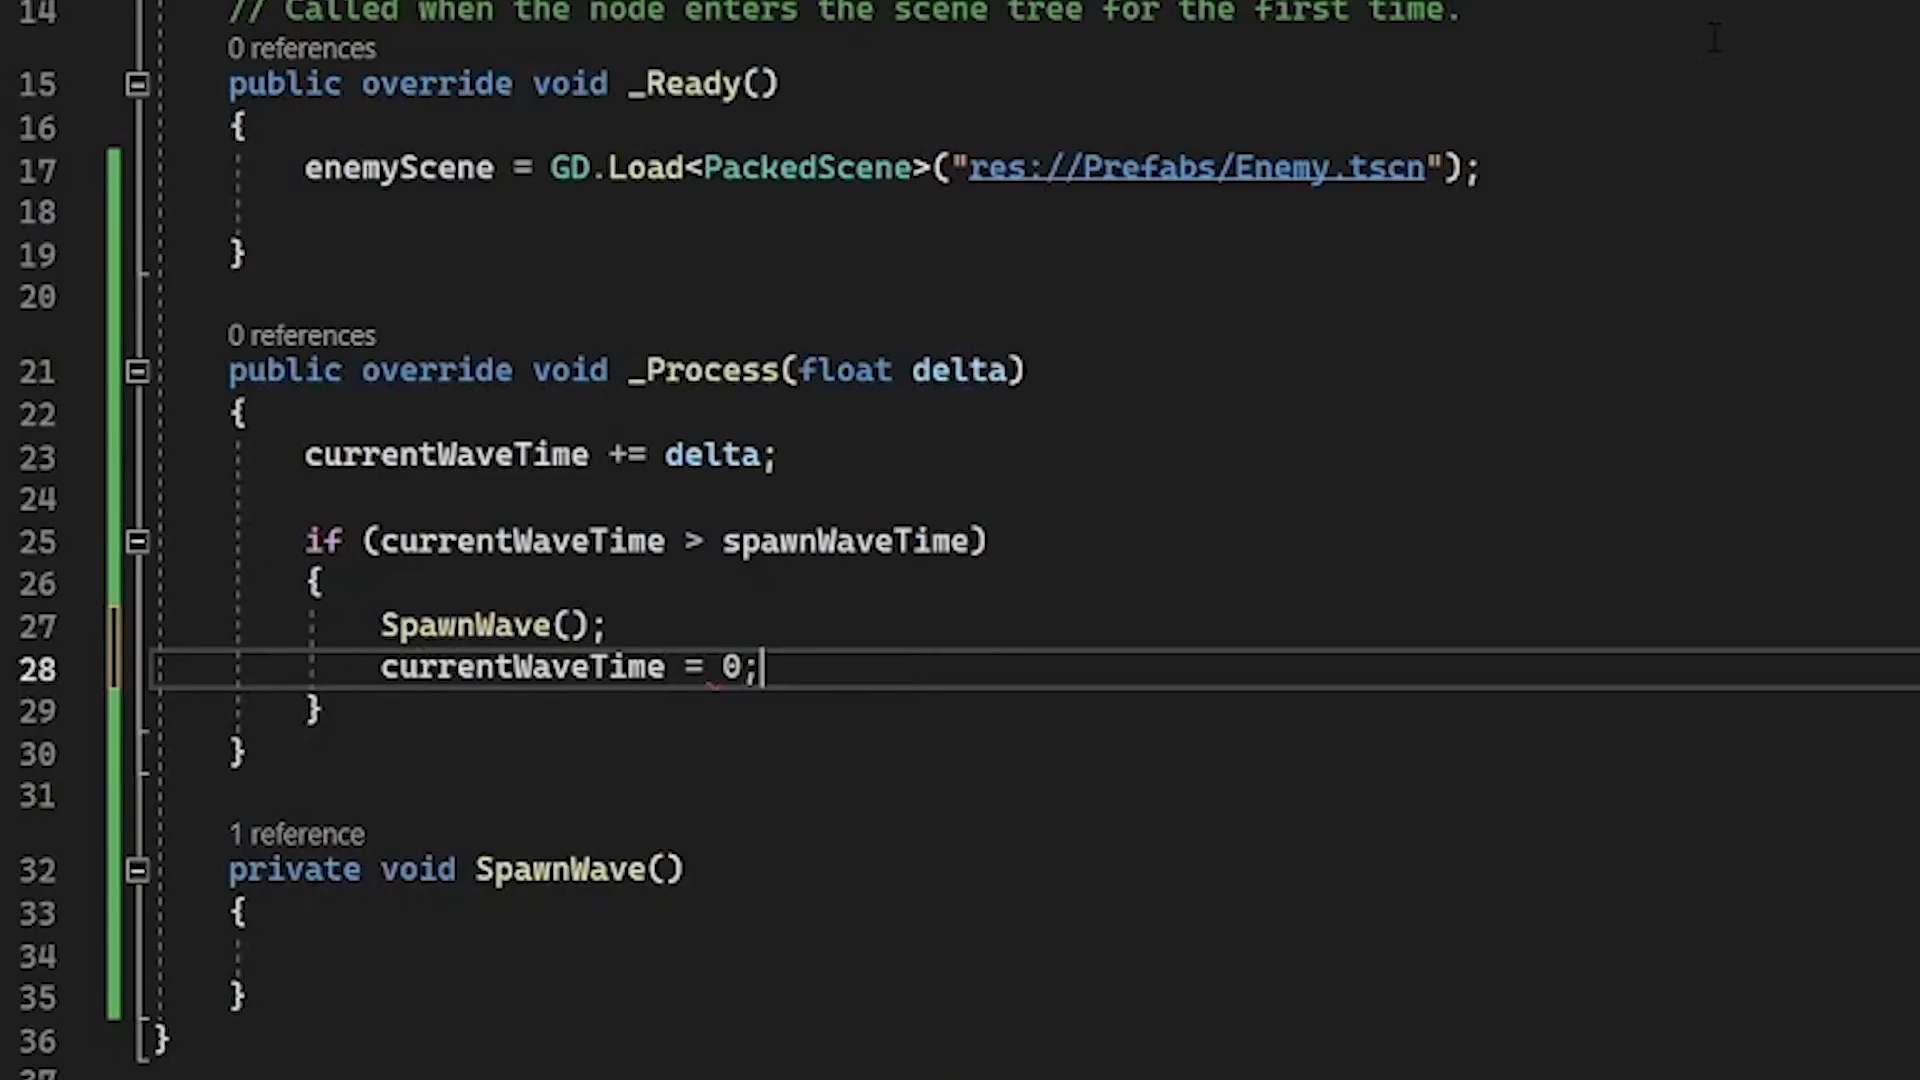 14 // Called when the node enters the scene tree for the first time.
0 references
15 public override void _Ready()
16 {
17 enemyScene = GD.Load<PackedScene>("res://Prefabs/Enemy.tscn");
18
19 }
20
0 references
21 public override void _Process(float delta)
22 {
23 currentWaveTime += delta;
24
25 if (currentWaveTime > spawnWaveTime)
26 {
27 SpawnWave();
28 currentWaveTime = 0;
29 }
30 }
31
1 reference
32 private void SpawnWave()
33 {
34
35 }
36 }
37